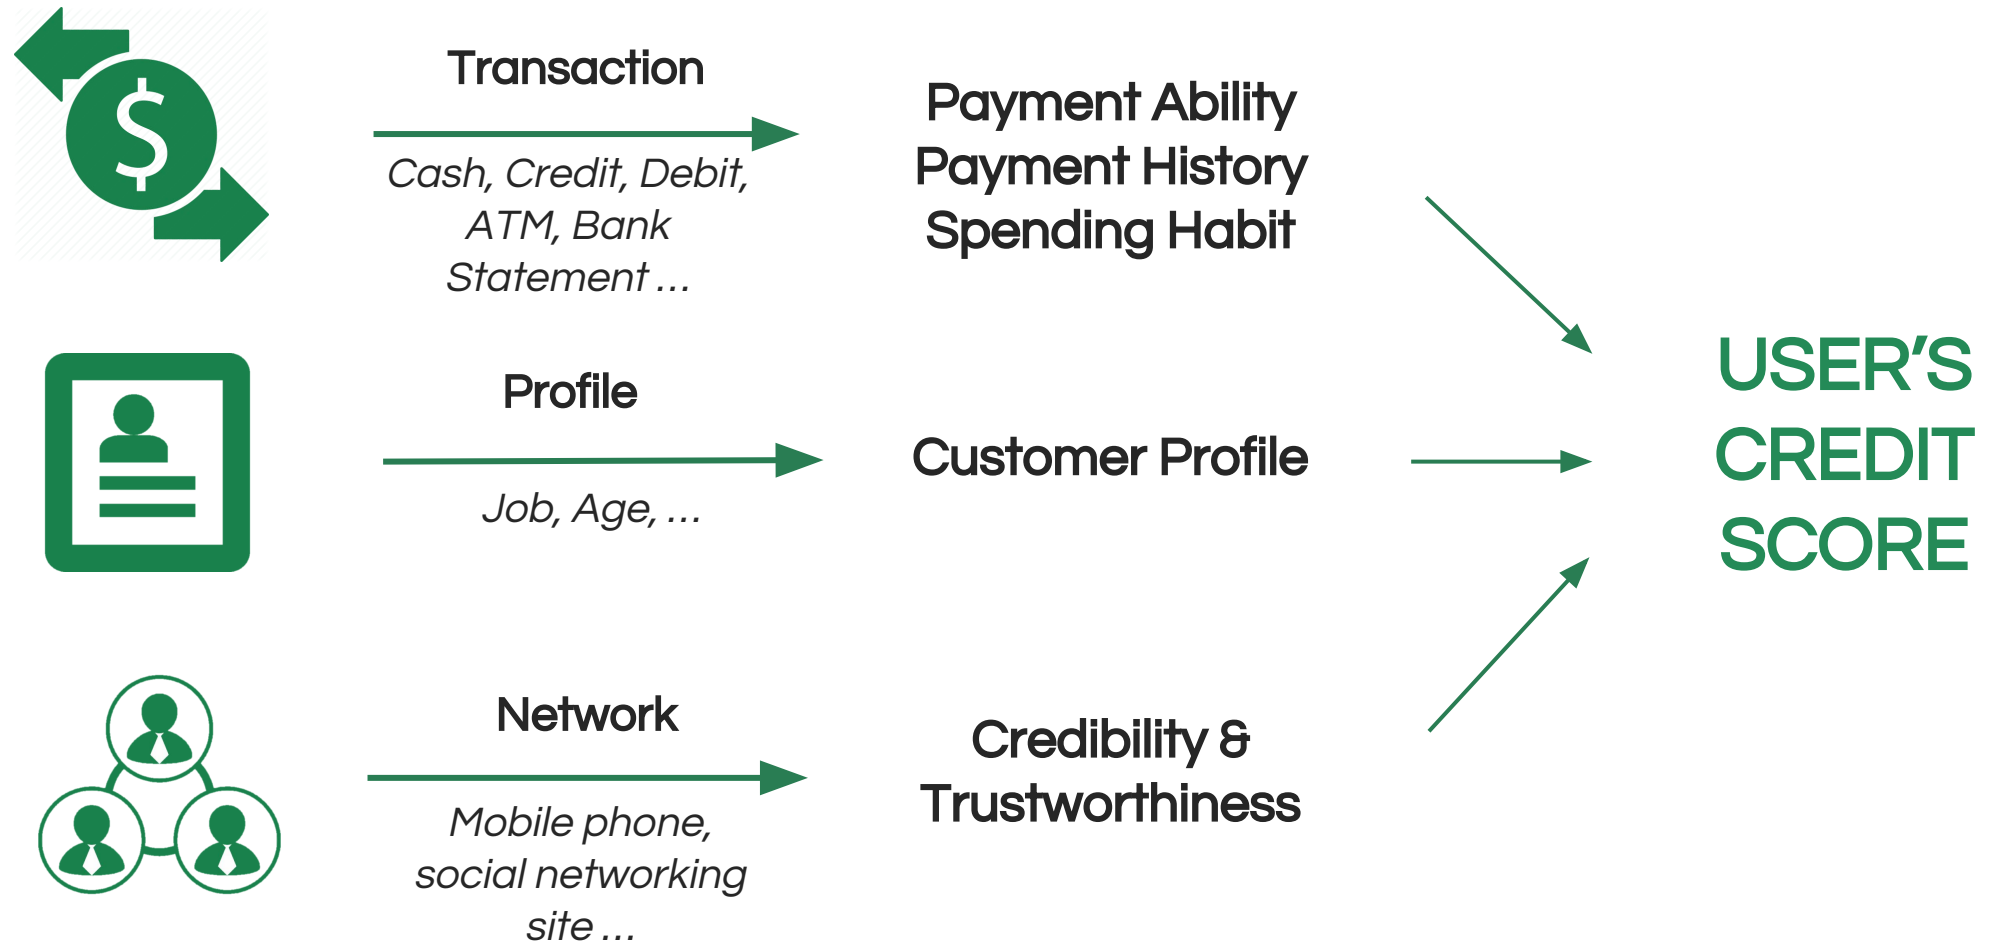 Transaction
Cash, Credit, Debit,
ATM, Bank
Statement ...
Payment Ability
Payment History
Spending Habit
Profile
Job, Age, ...
Customer Profile
Network
Mobile phone,
social networking
site ...
Credibility &
Trustworthiness
USER’S
CREDIT
SCORE
$